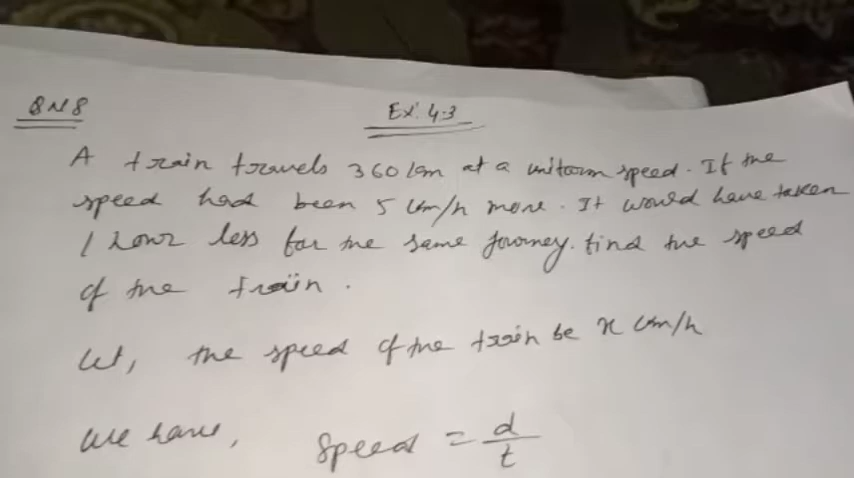 QN8
Ex: 4.3
A train travels 360 km at a uniform speed. If the
speed had been 5 km/h more. It would have taken
1 hour less for the same journey. find the speed
of the train.
Let, the speed of the train be x km/h
We have, Speed = d/t